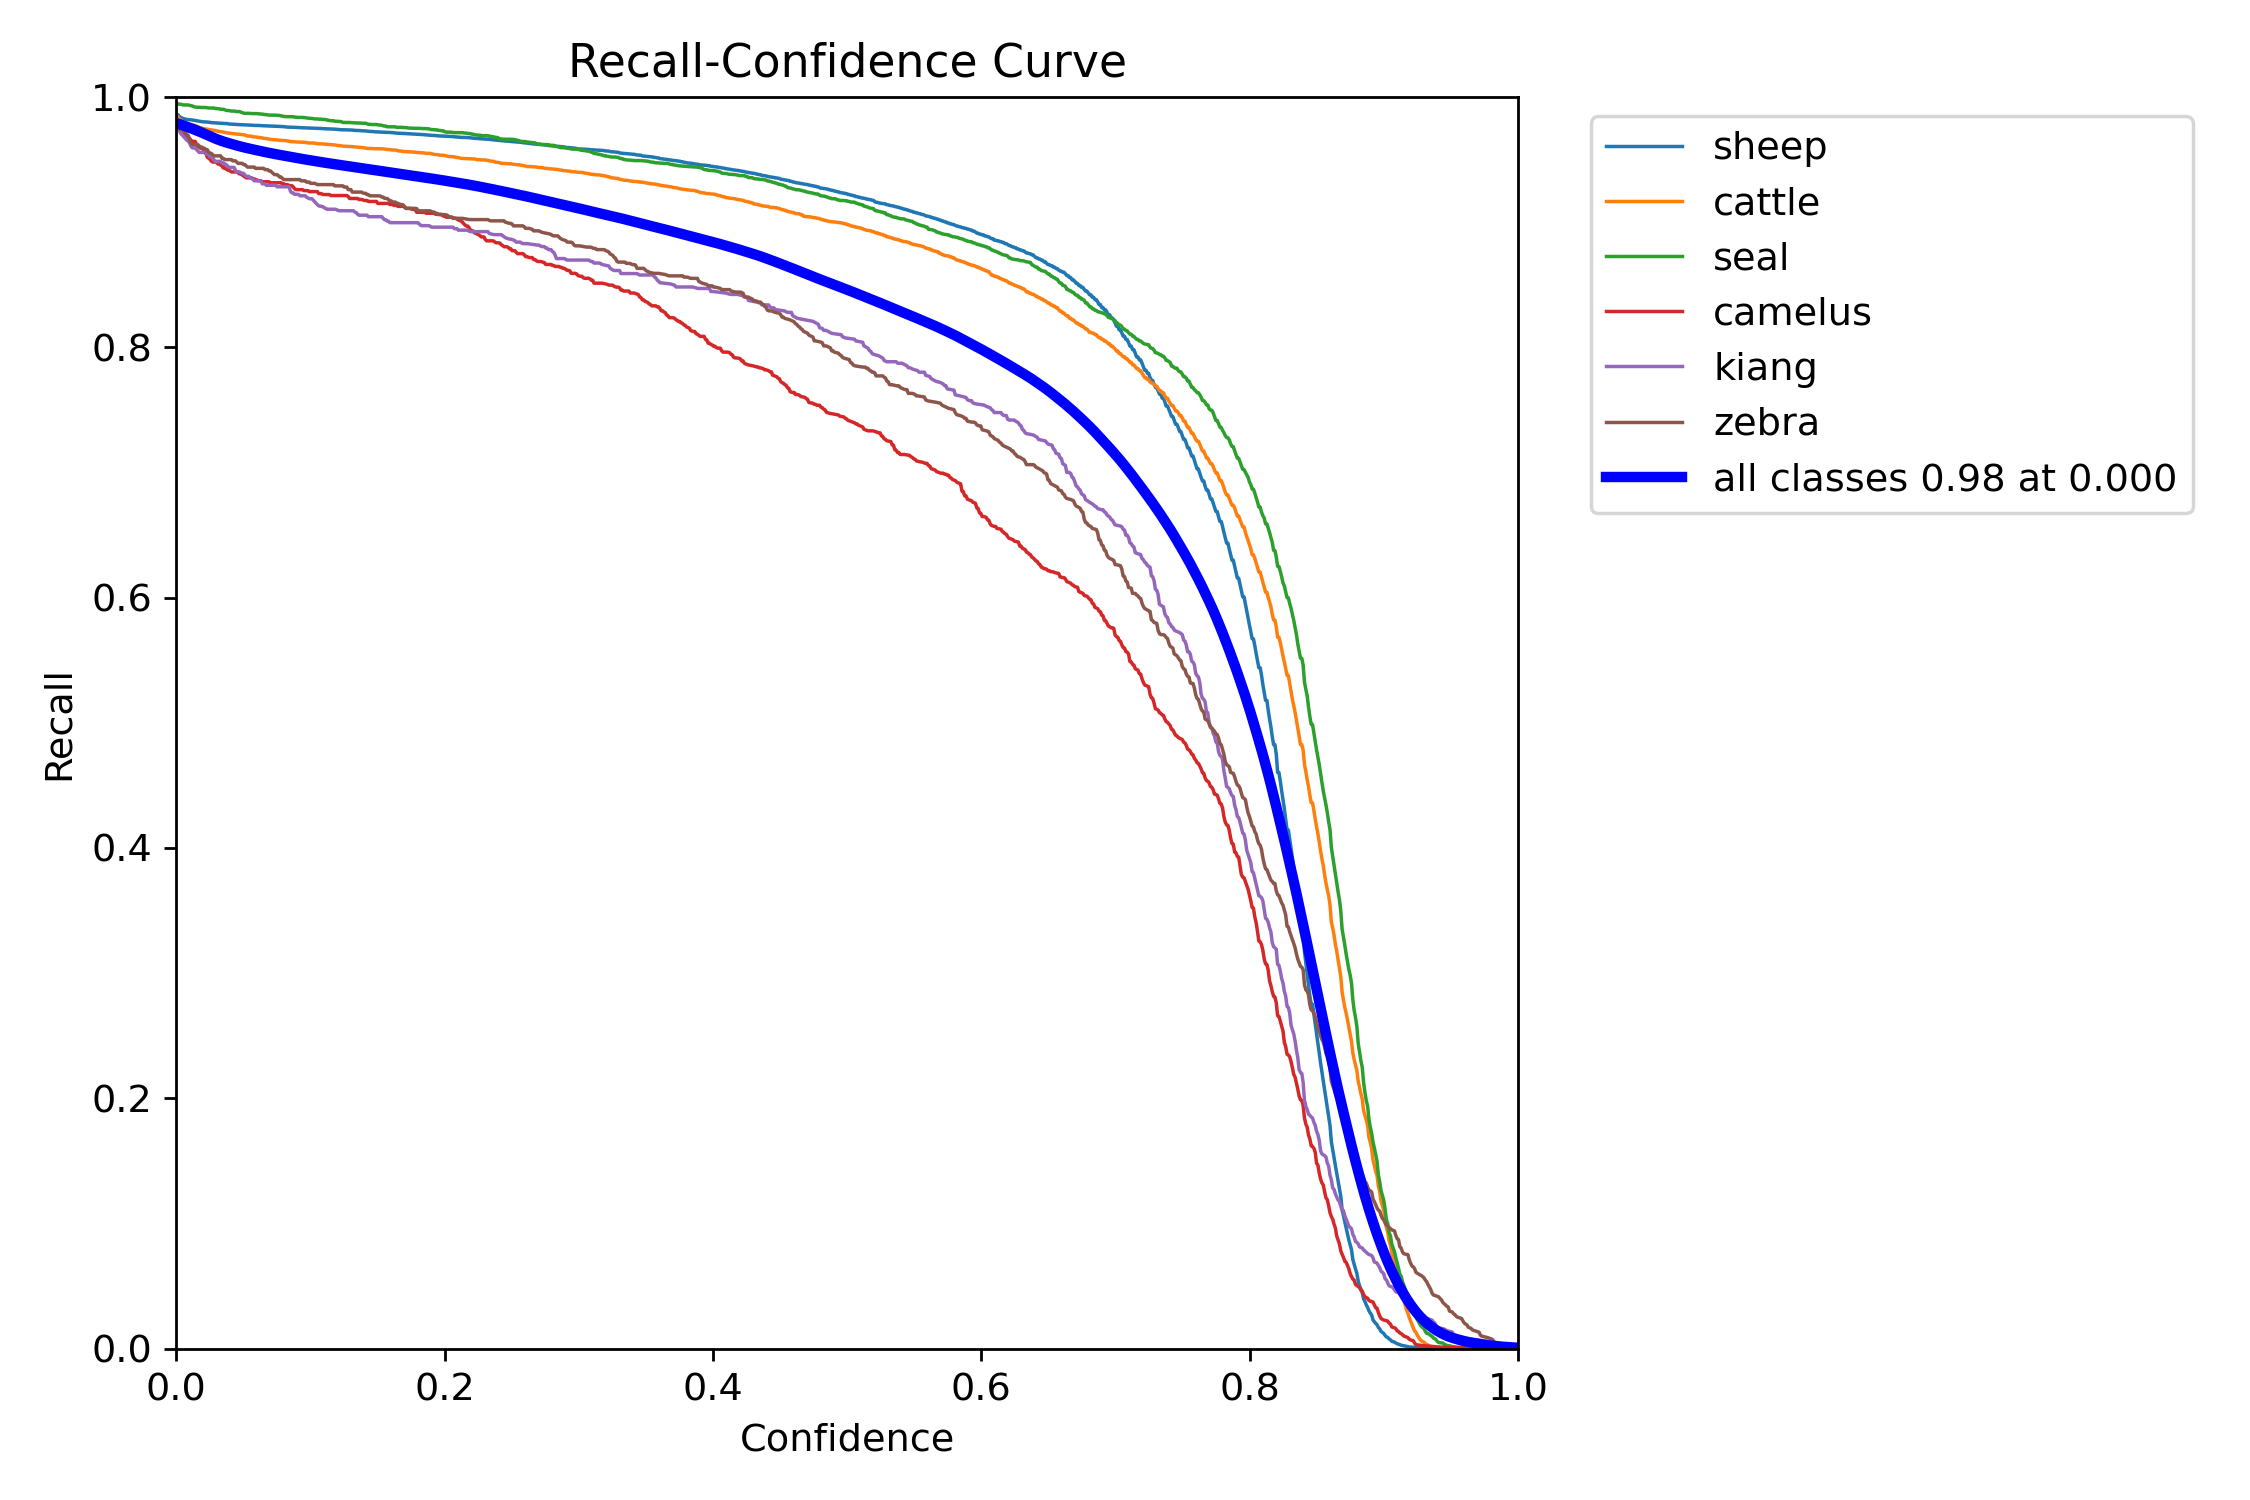 Recall-Confidence Curve
1.0
0.8
0.6
0.4
0.2
0.0
Recall
0.0 0.2 0.4 0.6 0.8 1.0
Confidence
sheep
cattle
seal
camelus
kiang
zebra
all classes 0.98 at 0.000